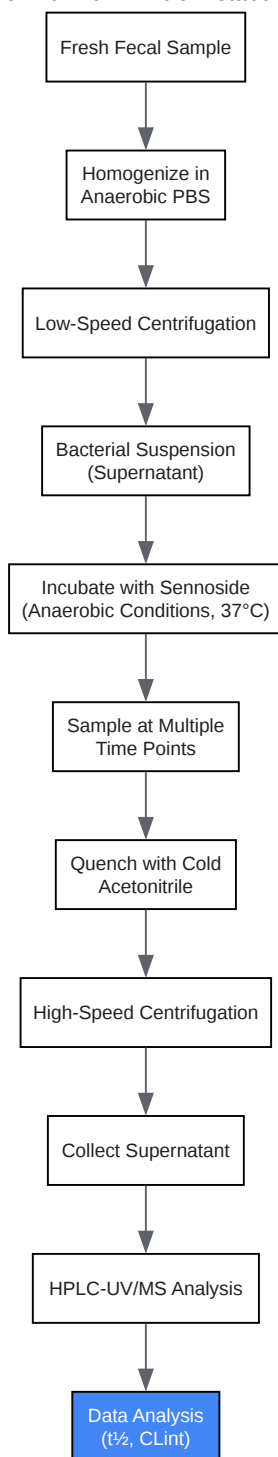 Fresh Fecal Sample
Homogenize in
Anaerobic PBS
Low-Speed Centrifugation
Bacterial Suspension
(Supernatant)
Incubate with Sennoside
(Anaerobic Conditions, 37°C)
Sample at Multiple
Time Points
Quench with Cold
Acetonitrile
High-Speed Centrifugation
Collect Supernatant
HPLC-UV/MS Analysis
Data Analysis
(t½, CLint)